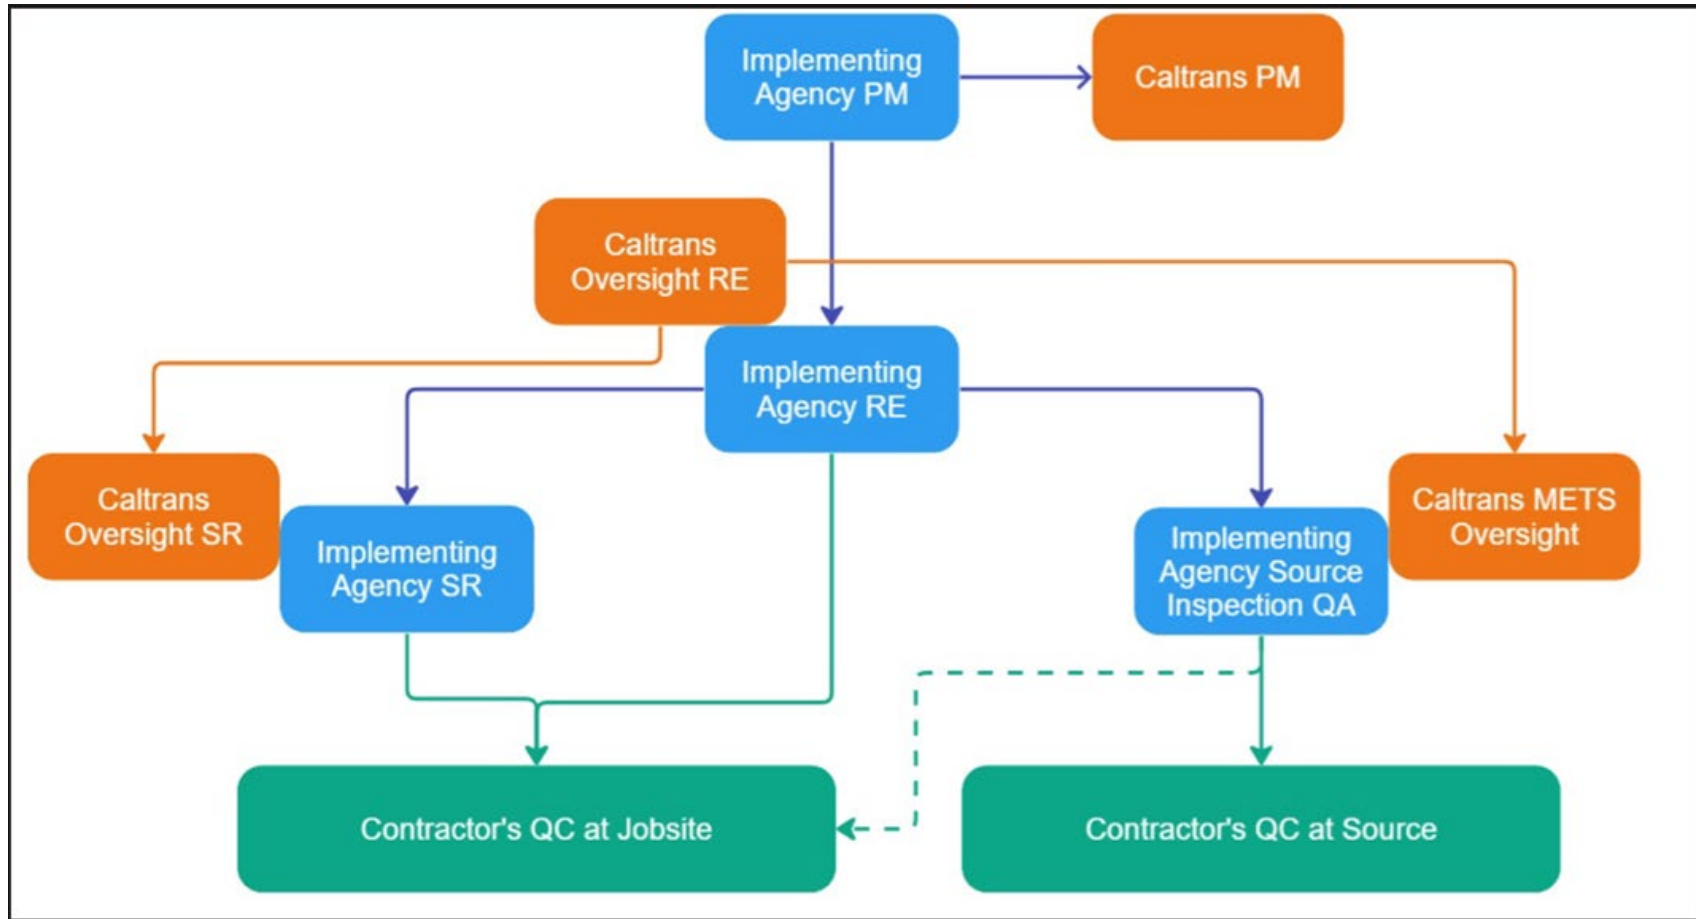 Implementing
Agency PM
Caltrans PM
Caltrans
Oversight RE
Implementing
Agency RE
Caltrans
Oversight SR
Implementing
Agency SR
Implementing
Agency Source
Inspection QA
Caltrans METS
Oversight
Contractor's QC at Jobsite
Contractor's QC at Source